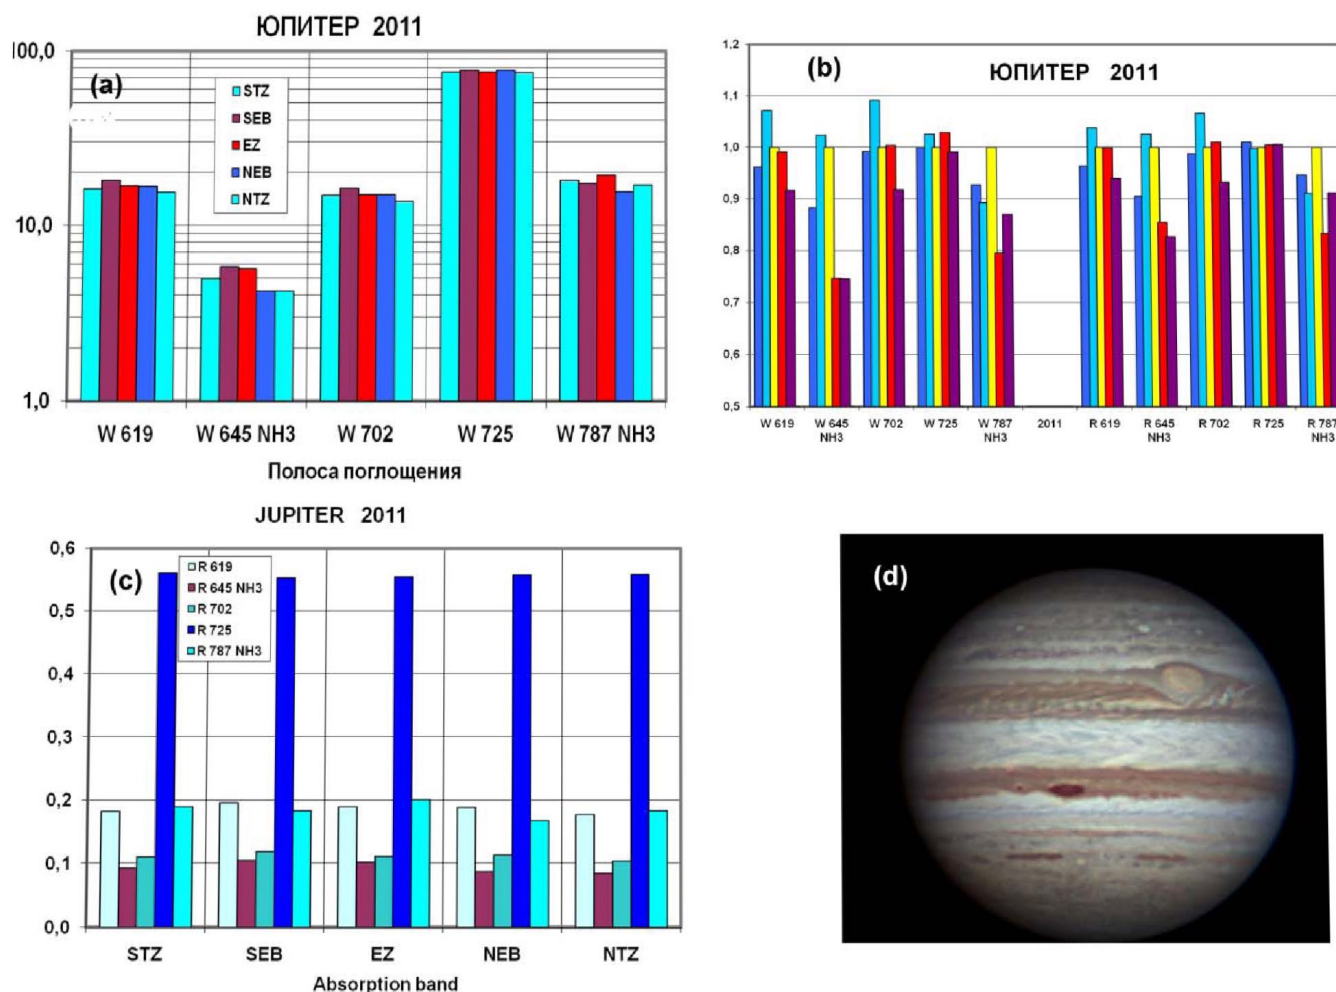 ЮПИТЕР 2011
100,0
(a)
STZ
SEB
EZ
NEB
NTZ
10,0
1,0
W 619 W 645 NH3 W 702 W 725 W 787 NH3
Полоса поглощения
1,2
(b)
ЮПИТЕР 2011
1,1
1,0
0,9
0,8
0,7
0,6
0,5
W 619 W 645 W 702 W 725 W 787 2011 R 619 R 645 R 702 R 725 R 787
NH3 NH3 NH3 NH3
JUPITER 2011
0,6
(c)
R 619
R 645 NH3
R 702
R 725
R 787 NH3
0,5
0,4
0,3
0,2
0,1
0,0
STZ SEB EZ NEB NTZ
Absorption band
(d)